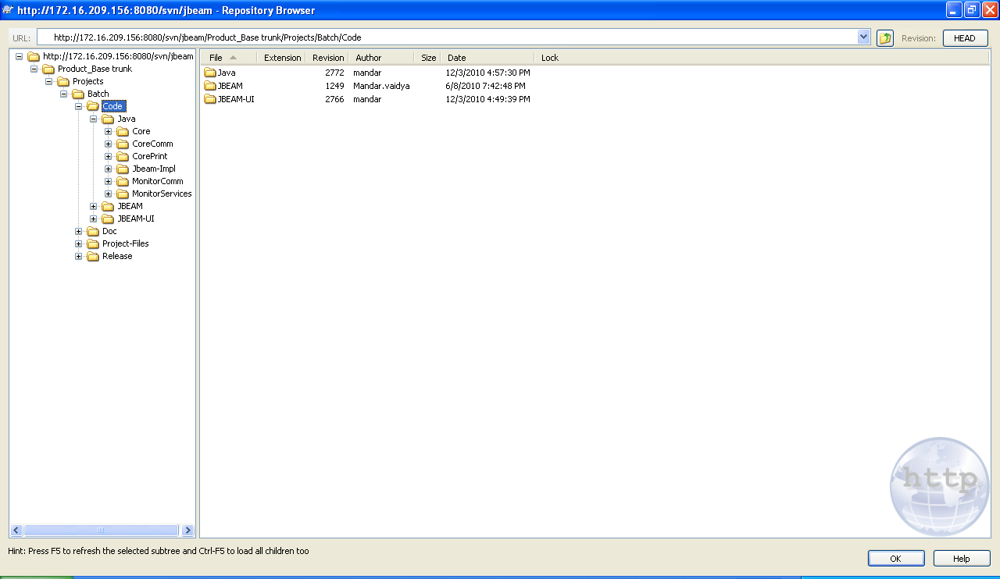 http://172.16.209.156:8080/svn/jbeam - Repository Browser
URL: http://172.16.209.156:8080/svn/jbeam/Product_Base trunk/Projects/Batch/Code Revision: HEAD
http://172.16.209.156:8080/svn/jbeam
Product_Base trunk
Projects
Batch
Code
Java
Core
CoreComm
CorePrint
Jbeam-Impl
MonitorComm
MonitorServices
JBEAM
JBEAM-UI
Doc
Project-Files
Release
File Extension Revision Author Size Date Lock
Java 2772 mandar 12/3/2010 4:57:30 PM
JBEAM 1249 Mandar.vaidya 6/8/2010 7:42:48 PM
JBEAM-UI 2766 mandar 12/3/2010 4:49:39 PM
http
Hint: Press F5 to refresh the selected subtree and Ctrl-F5 to load all children too
OK Help